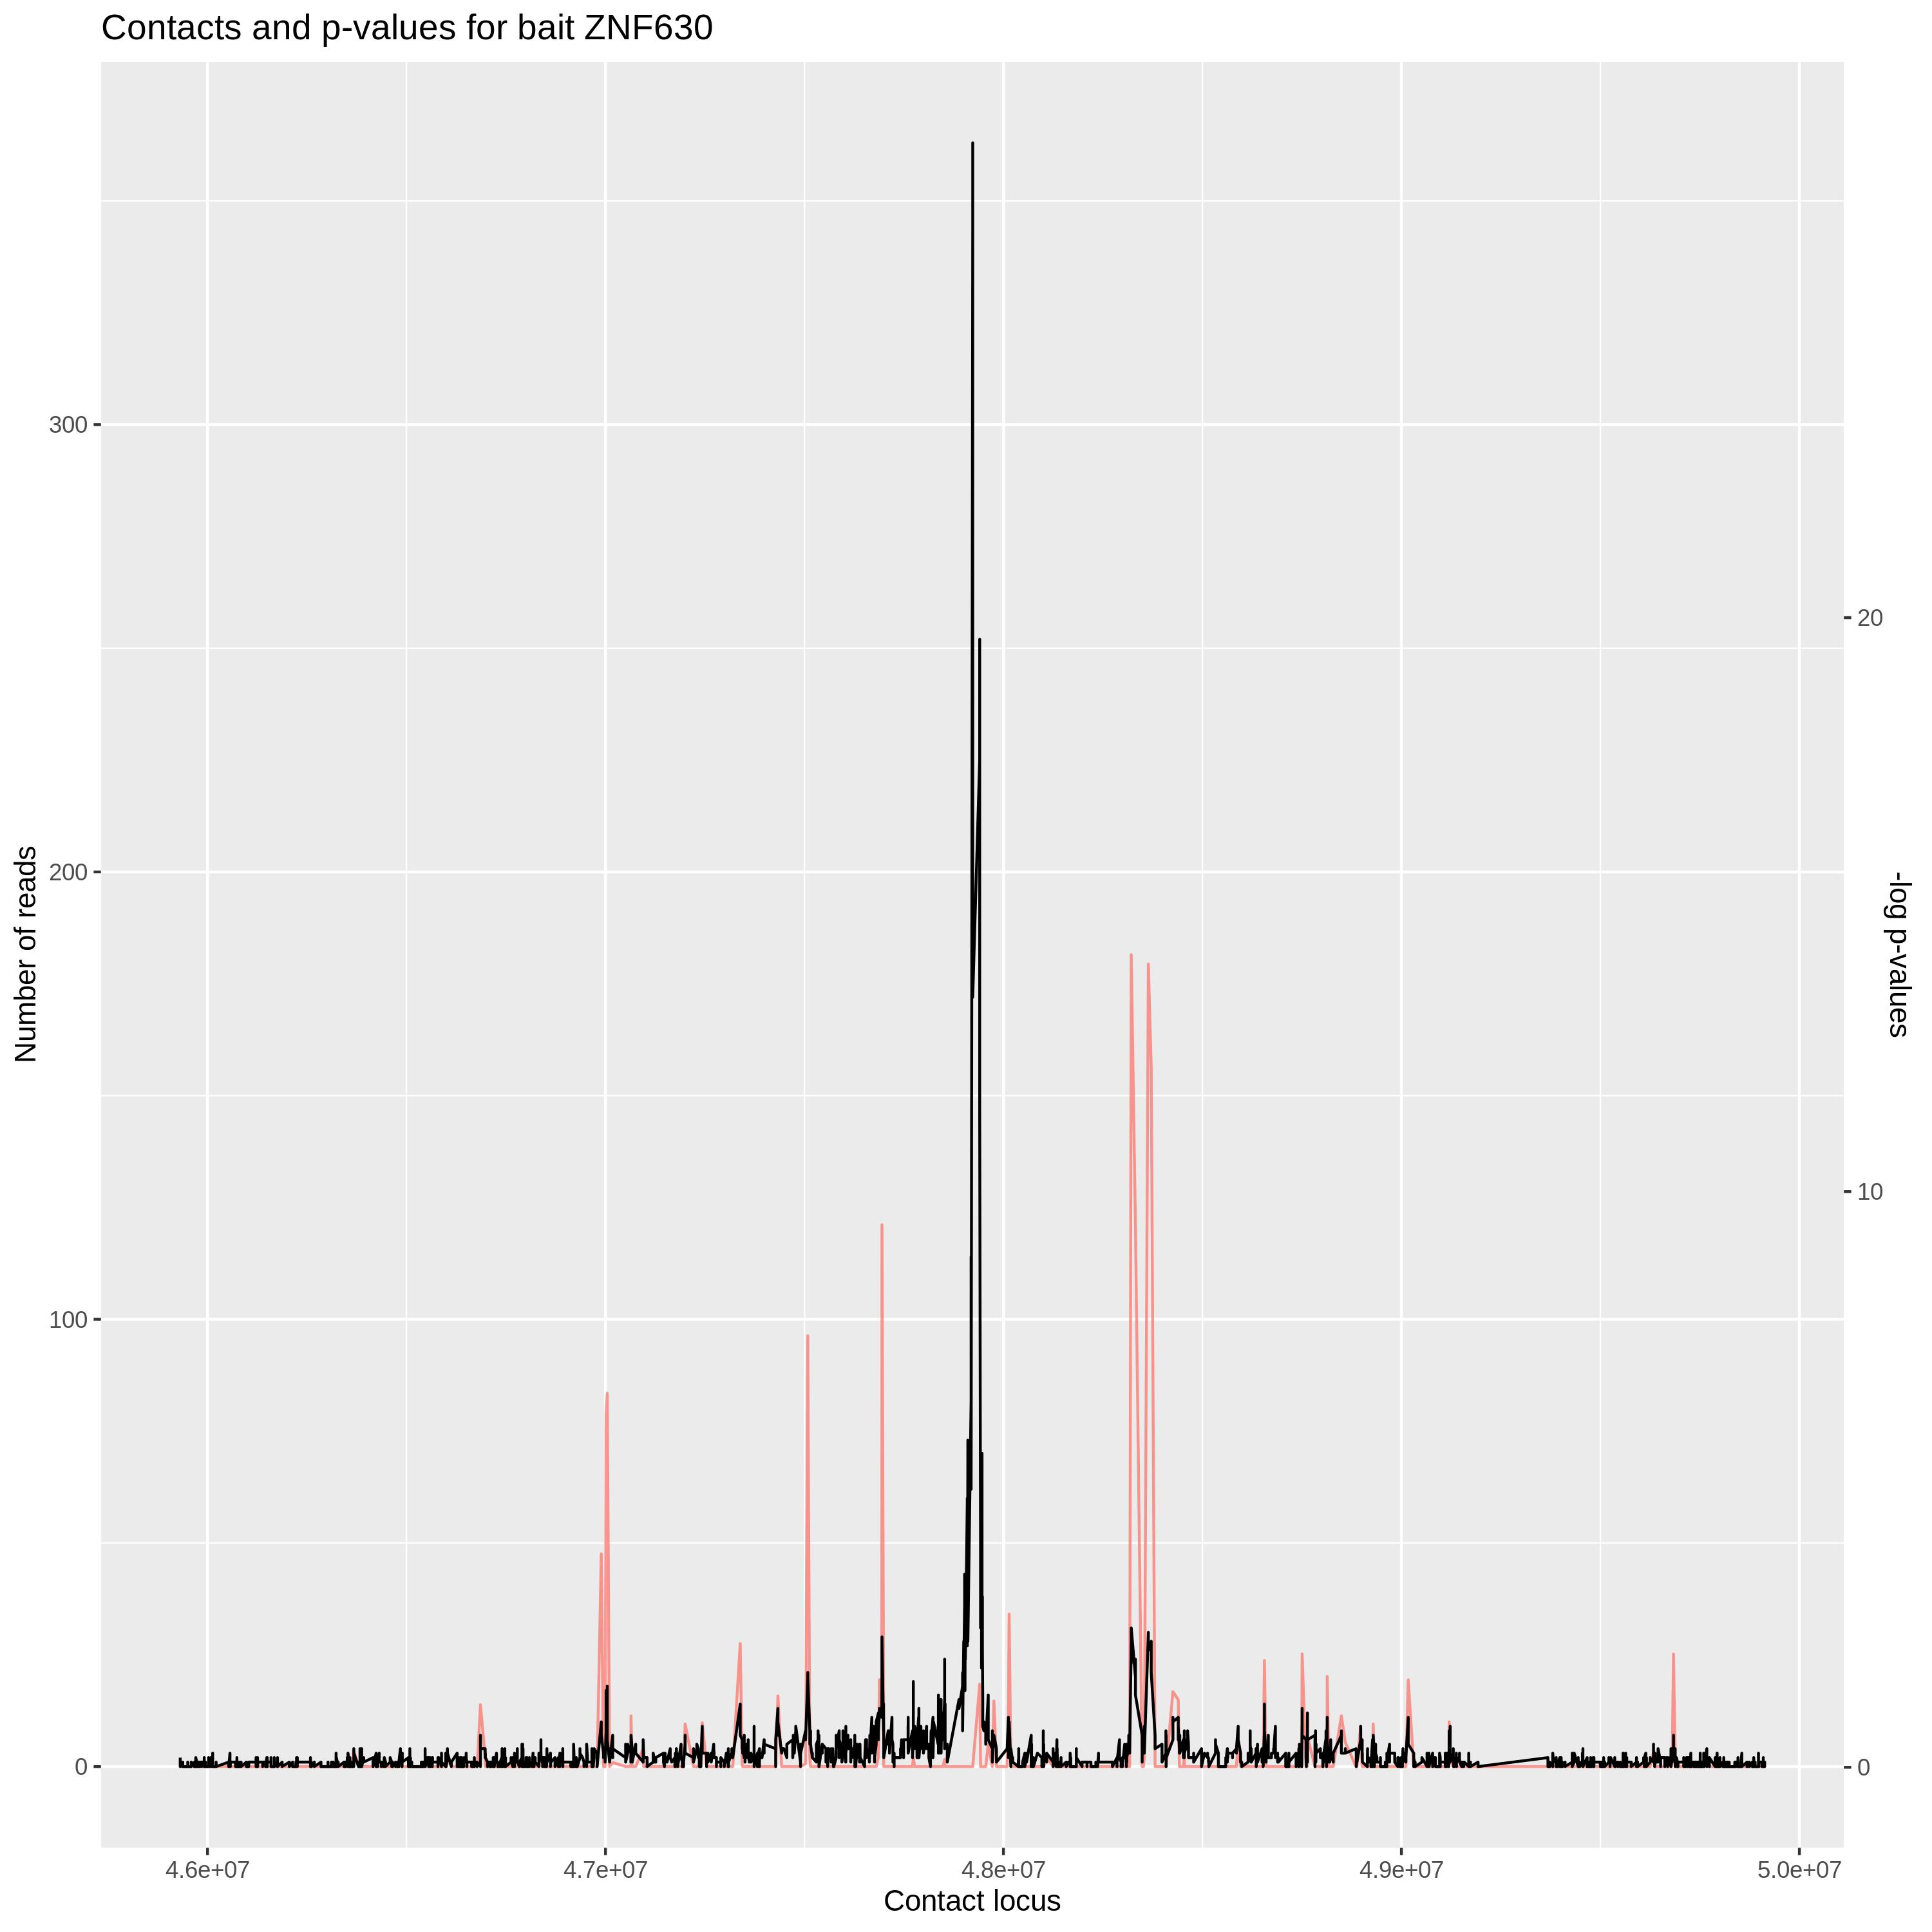 Contacts and p-values for bait ZNF630
300
200
100
0
Number of reads
20
10
0
-log p-values
4.6e+07
4.7e+07
4.8e+07
4.9e+07
5.0e+07
Contact locus